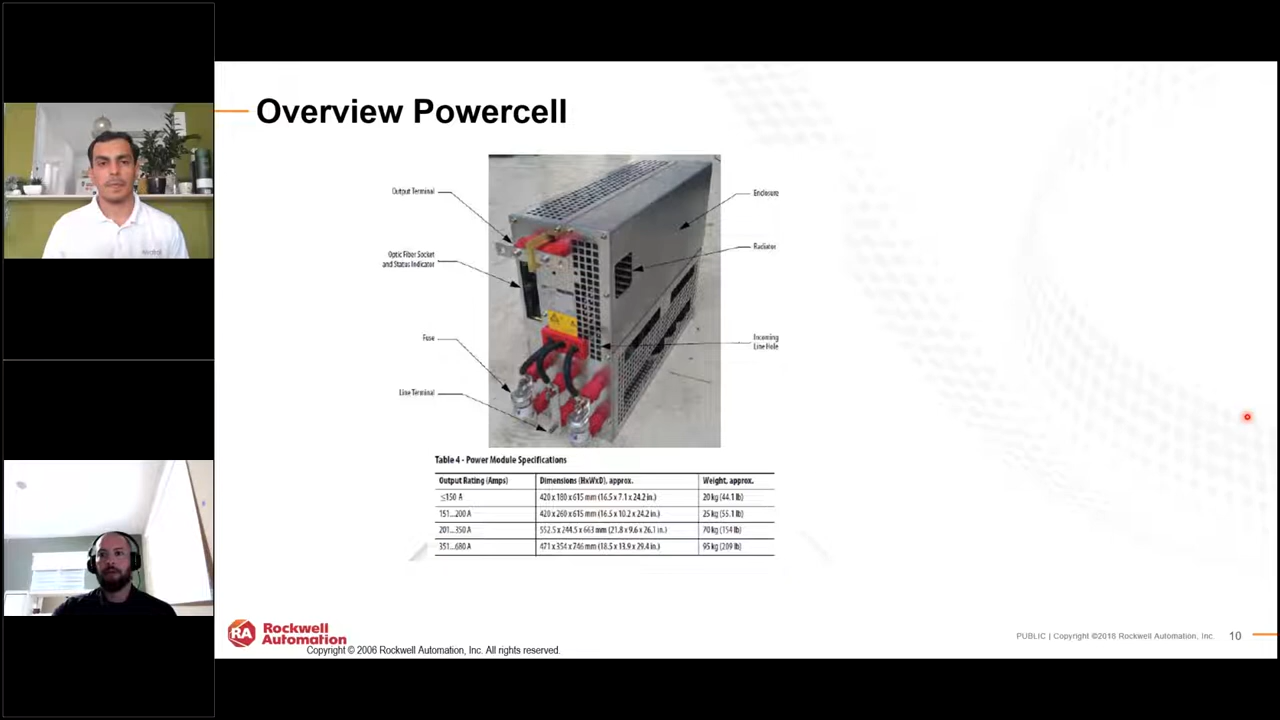 Overview Powercell
Output Terminal
Optic Fiber Socket
and Status Indicator
Fuse
Line Terminal
Enclosure
Radiator
Incoming
Line Hole
Table 4 - Power Module Specifications
Output Rating (Amps) Dimensions (HxWxD), approx. Weight, approx.
≤150 A 420 x 180 x 615 mm (16.5 x 7.1 x 24.2 in.) 20 kg (44.1 lb)
151...200 A 420 x 260 x 615 mm (16.5 x 10.2 x 24.2 in.) 25 kg (55.1 lb)
201...350 A 552.5 x 244.5 x 663 mm (21.8 x 9.6 x 26.1 in.) 70 kg (154 lb)
351...680 A 471 x 354 x 746 mm (18.5 x 13.9 x 29.4 in.) 95 kg (209 lb)
RA Rockwell
Automation
Copyright © 2006 Rockwell Automation, Inc. All rights reserved.
PUBLIC | Copyright ©2016 Rockwell Automation, Inc. 10